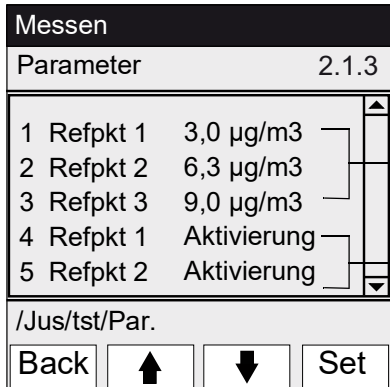 Messen
Parameter 2.1.3
1 Refpkt 1 3,0 µg/m3
2 Refpkt 2 6,3 µg/m3
3 Refpkt 3 9,0 µg/m3
4 Refpkt 1 Aktivierung
5 Refpkt 2 Aktivierung
/Jus/tst/Par.
Back Set